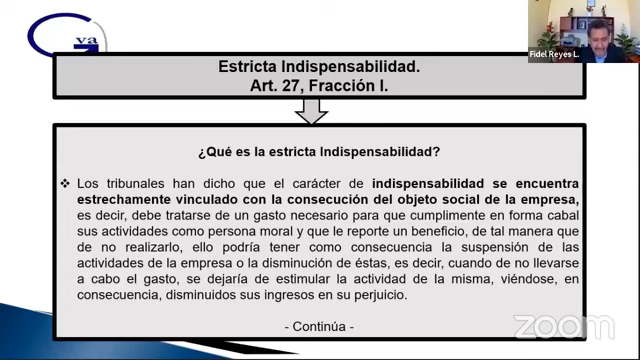 G
va
Fidel Reyes L.
Estricta Indispensabilidad.
Art. 27, Fracción I.
¿Qué es la estricta Indispensabilidad?
❖ Los tribunales han dicho que el carácter de indispensabilidad se encuentra
estrechamente vinculado con la consecución del objeto social de la empresa,
es decir, debe tratarse de un gasto necesario para que cumplimente en forma cabal
sus actividades como persona moral y que le reporte un beneficio, de tal manera que
de no realizarlo, ello podría tener como consecuencia la suspensión de las
actividades de la empresa o la disminución de éstas, es decir, cuando de no llevarse
a cabo el gasto, se dejaría de estimular la actividad de la misma, viéndose, en
consecuencia, disminuidos sus ingresos en su perjuicio.
- Continúa -
zoom